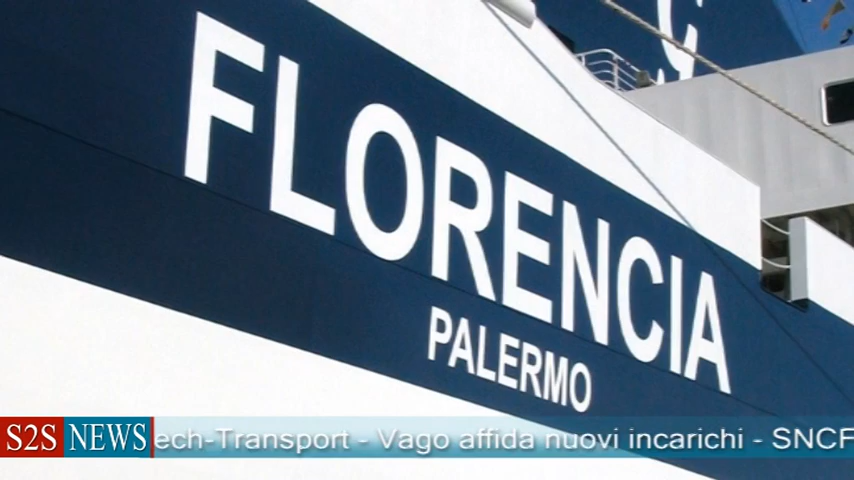 FLORENCIA
PALERMO
S2S NEWS ech-Transport - Vago affida nuovi incarichi - SNCF